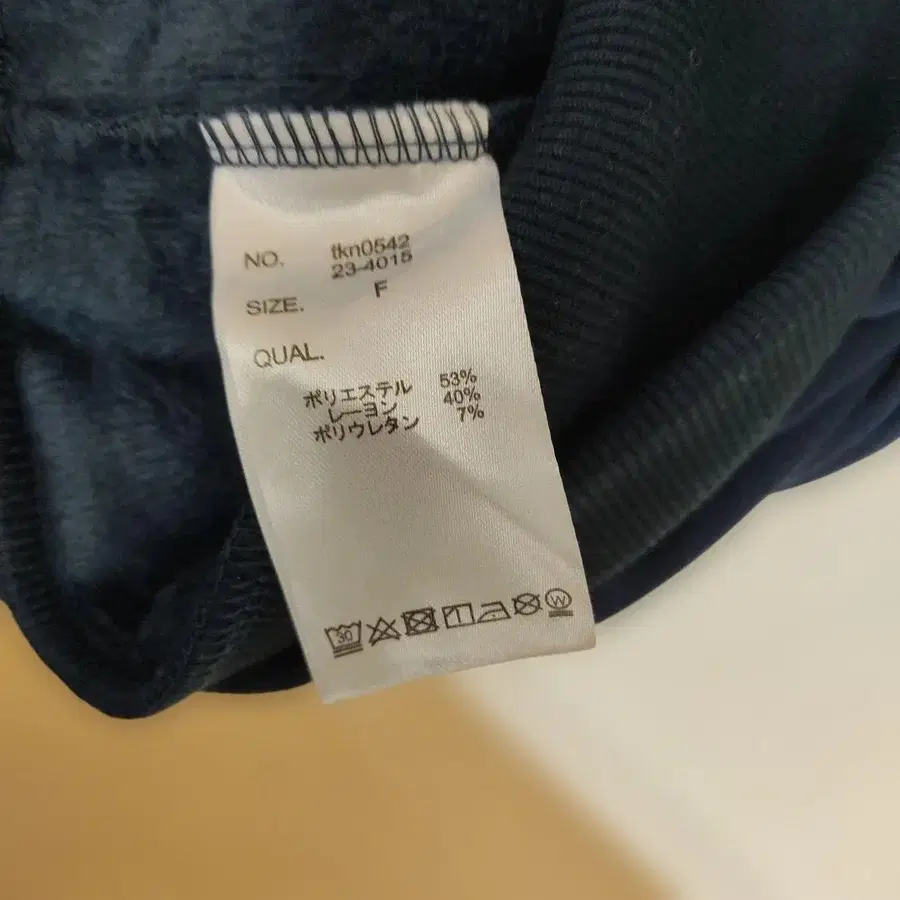 NO. tkn0542
23-4015
SIZE. F
QUAL.
ポリエステル 53%
レーヨン 40%
ポリウレタン 7%
30 W